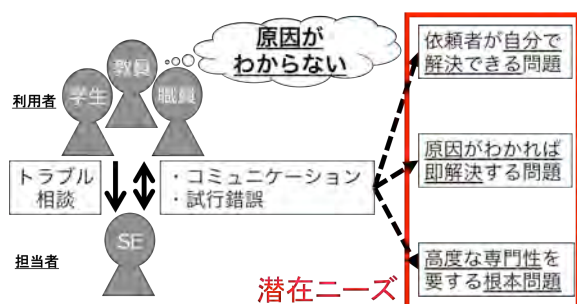 原因が
わからない
教員
学生
職員
利用者
トラブル
相談
・コミュニケーション
・試行錯誤
SE
担当者
依頼者が自分で
解決できる問題
原因がわかれば
即解決する問題
高度な専門性を
要する根本問題
潜在ニーズ